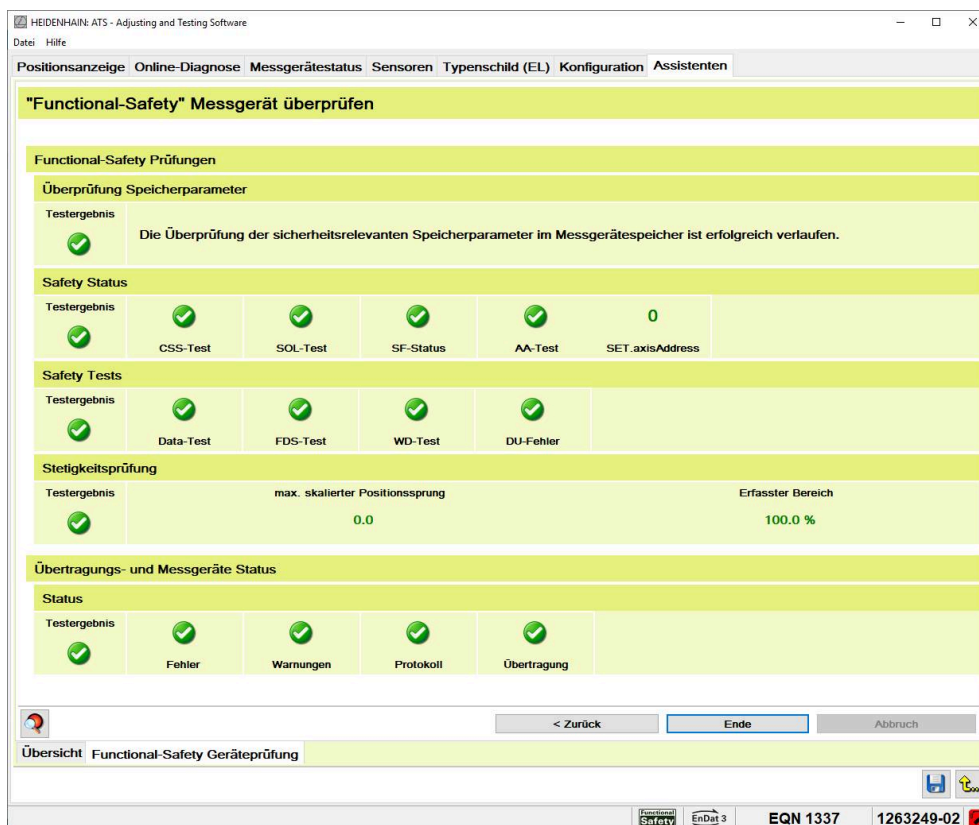 HEIDENHAIN: ATS - Adjusting and Testing Software
Datei Hilfe
Positionsanzeige Online-Diagnose Messgerätestatus Sensoren Typenschild (EL) Konfiguration Assistenten
"Functional-Safety" Messgerät überprüfen
Functional-Safety Prüfungen
Überprüfung Speicherparameter
Testergebnis
Die Überprüfung der sicherheitsrelevanten Speicherparameter im Messgerätespeicher ist erfolgreich verlaufen.
Safety Status
Testergebnis
0
CSS-Test SOL-Test SF-Status AA-Test SET.axisAddress
Safety Tests
Testergebnis
Data-Test FDS-Test WD-Test DU-Fehler
Stetigkeitsprüfung
Testergebnis max. skalierter Positionssprung Erfasster Bereich
0.0 100.0 %
Übertragungs- und Messgeräte Status
Status
Testergebnis
Fehler Warnungen Protokoll Übertragung
< Zurück Ende Abbruch
Übersicht Functional-Safety Geräteprüfung
Functional Safety EnDat 3 EQN 1337 1263249-02